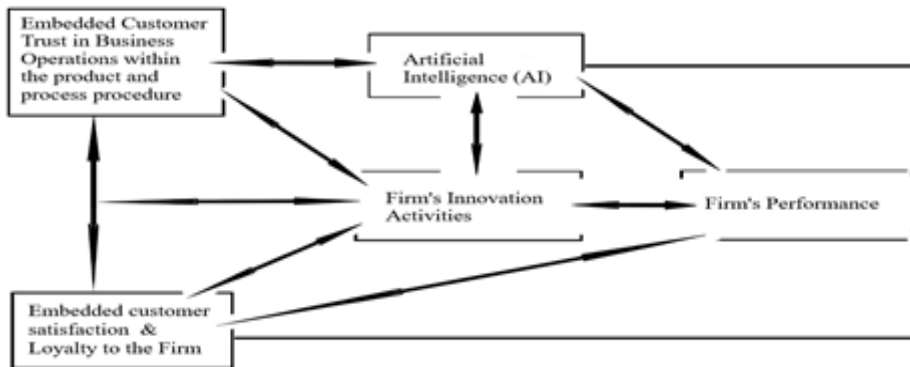 Embedded Customer
Trust in Business
Operations within
the product and
process procedure
Artificial
Intelligence (AI)
Firm's Innovation
Activities
Firm's Performance
Embedded customer
satisfaction &
Loyalty to the Firm